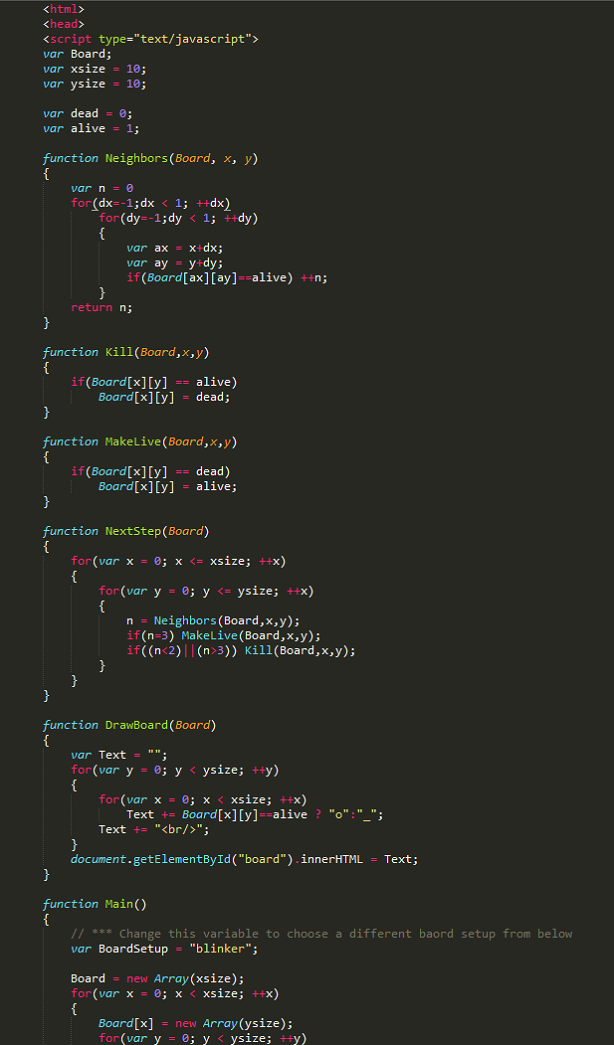 <html>
<head>
<script type="text/javascript">
var Board;
var xsize = 10;
var ysize = 10;

var dead = 0;
var alive = 1;

function Neighbors(Board, x, y)
{
    var n = 0
    for(dx=-1;dx < 1; ++dx)
        for(dy=-1;dy < 1; ++dy)
        {
            var ax = x+dx;
            var ay = y+dy;
            if(Board[ax][ay]==alive) ++n;
        }
    return n;
}

function Kill(Board,x,y)
{
    if(Board[x][y] == alive)
        Board[x][y] = dead;
}

function MakeLive(Board,x,y)
{
    if(Board[x][y] == dead)
        Board[x][y] = alive;
}

function NextStep(Board)
{
    for(var x = 0; x <= xsize; ++x)
    {
        for(var y = 0; y <= ysize; ++x)
        {
            n = Neighbors(Board,x,y);
            if(n=3) MakeLive(Board,x,y);
            if((n<2)||(n>3)) Kill(Board,x,y);
        }
    }
}

function DrawBoard(Board)
{
    var Text = "";
    for(var y = 0; y < ysize; ++y)
    {
        for(var x = 0; x < xsize; ++x)
            Text += Board[x][y]==alive ? "o":"_";
        Text += "<br/>";
    }
    document.getElementById("board").innerHTML = Text;
}

function Main()
{
    // *** Change this variable to choose a different baord setup from below
    var BoardSetup = "blinker";

    Board = new Array(xsize);
    for(var x = 0; x < xsize; ++x)
    {
        Board[x] = new Array(ysize);
        for(var y = 0; y < ysize; ++y)